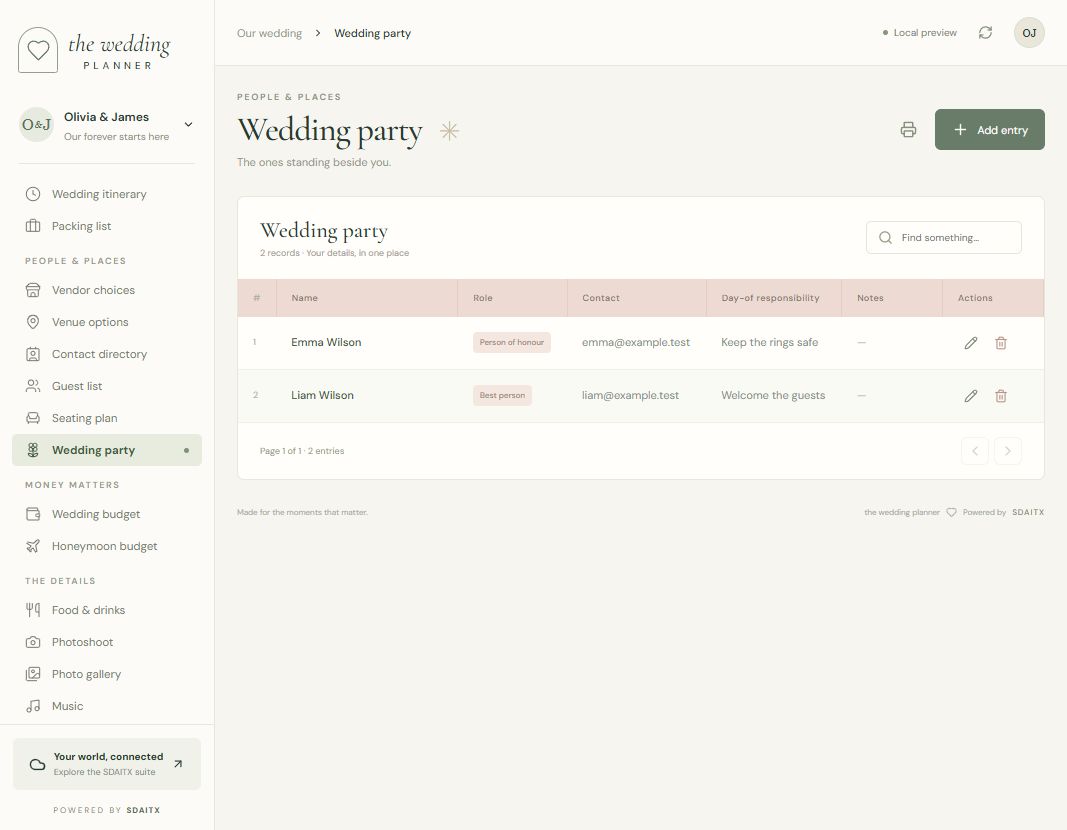 the wedding
PLANNER
O&J
Olivia & James
Our forever starts here
Wedding itinerary
Packing list
PEOPLE & PLACES
Vendor choices
Venue options
Contact directory
Guest list
Seating plan
Wedding party
MONEY MATTERS
Wedding budget
Honeymoon budget
THE DETAILS
Food & drinks
Photoshoot
Photo gallery
Music
Your world, connected
Explore the SDAITX suite
POWERED BY SDAITX
Our wedding > Wedding party
Local preview
OJ
PEOPLE & PLACES
Wedding party
The ones standing beside you.
Add entry
Wedding party
2 records · Your details, in one place
Find something...
# Name Role Contact Day-of responsibility Notes Actions
1 Emma Wilson Person of honour emma@example.test Keep the rings safe —
2 Liam Wilson Best person liam@example.test Welcome the guests —
Page 1 of 1 · 2 entries
Made for the moments that matter.
the wedding planner Powered by SDAITX